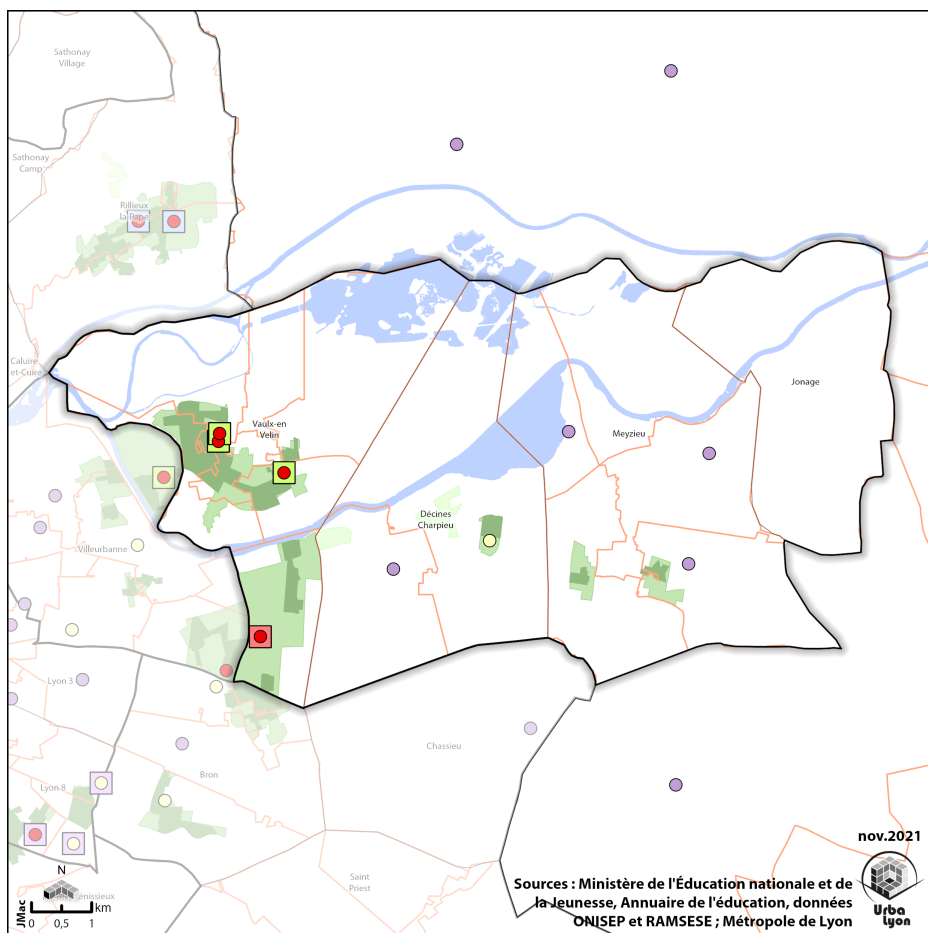 Sathonay
Village
Sathonay
Camp
Rillieux
la Pape
Caluire
et-Cuire
Vaulx-en
Velin
Jonage
Meyzieu
Décines
Charpieu
Villeurbanne
Lyon 3
Bron
Chassieu
Lyon 8
Saint
Priest
nov.2021
N
enissieux
km
0 0,5 1
JMac
Sources : Ministère de l'Éducation nationale et de
la Jeunesse, Annuaire de l'éducation, données
ONISEP et RAMSESE ; Métropole de Lyon
Urba
Lyon